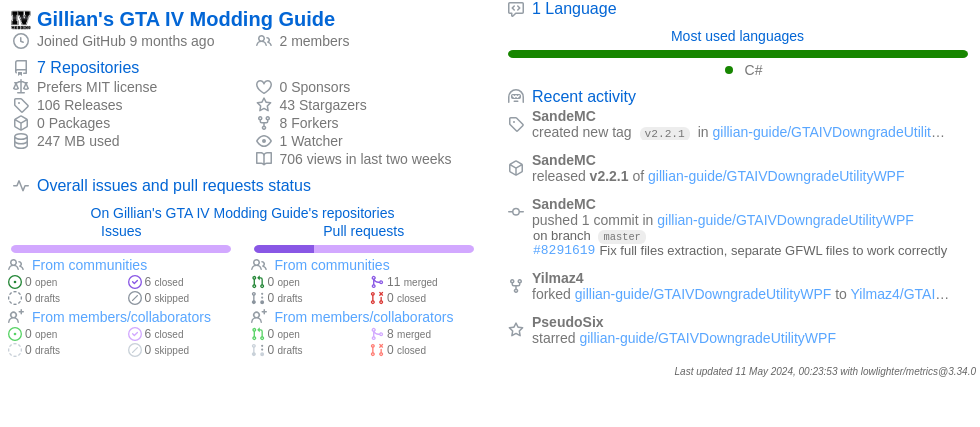 Gillian's GTA IV Modding Guide
Joined GitHub 9 months ago
2 members
7 Repositories
Prefers MIT license
0 Sponsors
106 Releases
43 Stargazers
0 Packages
8 Forkers
247 MB used
1 Watcher
706 views in last two weeks
Overall issues and pull requests status
On Gillian's GTA IV Modding Guide's repositories
Issues
Pull requests
From communities
From communities
0 open
6 closed
0 open
11 merged
0 drafts
0 skipped
0 drafts
0 closed
From members/collaborators
From members/collaborators
0 open
6 closed
0 open
8 merged
0 drafts
0 skipped
0 drafts
0 closed
1 Language
Most used languages
C#
Recent activity
SandeMC
created new tag v2.2.1 in gillian-guide/GTAIVDowngradeUtilit…
SandeMC
released v2.2.1 of gillian-guide/GTAIVDowngradeUtilityWPF
SandeMC
pushed 1 commit in gillian-guide/GTAIVDowngradeUtilityWPF
on branch master
#8291619 Fix full files extraction, separate GFWL files to work correctly
Yilmaz4
forked gillian-guide/GTAIVDowngradeUtilityWPF to Yilmaz4/GTAI…
PseudoSix
starred gillian-guide/GTAIVDowngradeUtilityWPF
Last updated 11 May 2024, 00:23:53 with lowlighter/metrics@3.34.0